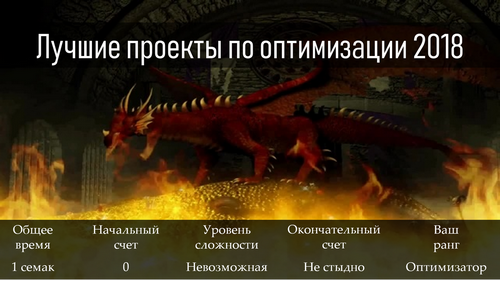 Лучшие проекты по оптимизации 2018
Общее время
Начальный счет
Уровень сложности
Окончательный счет
Ваш ранг
1 семак
0
Невозможная
Не стыдно
Оптимизатор